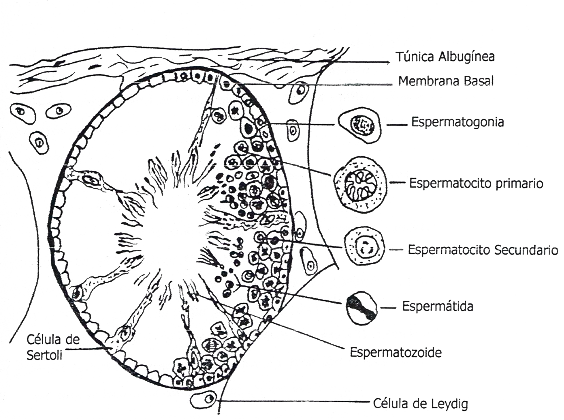 Túnica Albugínea
Membrana Basal
Espermatogonia
Espermatocito primario
Espermatocito Secundario
Espermátida
Espermatozoide
Célula de
Sertoli
Célula de Leydig